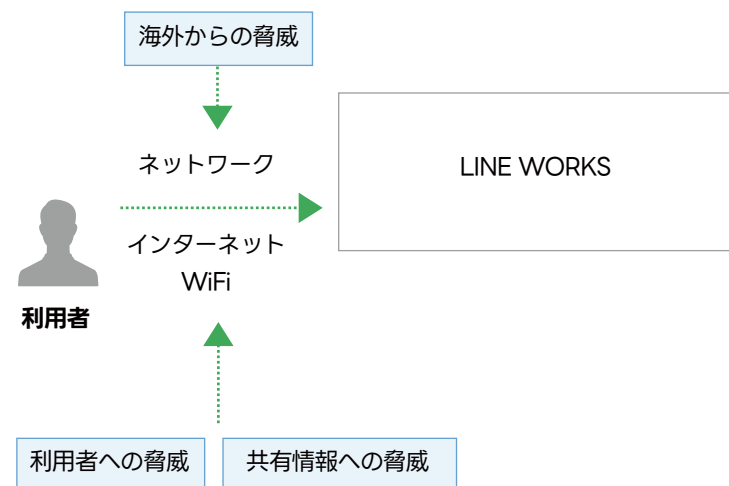 海外からの脅威
ネットワーク
LINE WORKS
インターネット
WiFi
利用者
利用者への脅威
共有情報への脅威